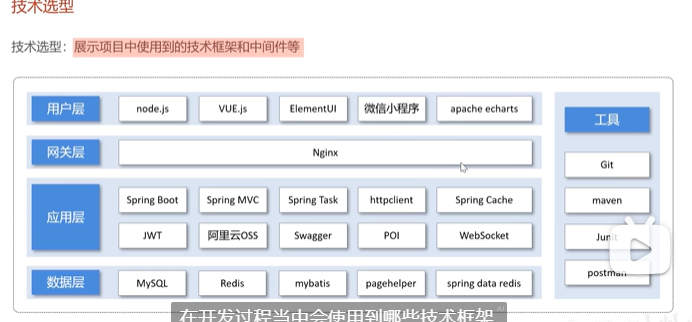 技术选型
技术选型：展示项目中使用到的技术框架和中间件等
用户层
node.js
VUE.js
ElementUI
微信小程序
apache echarts
网关层
Nginx
应用层
Spring Boot
Spring MVC
Spring Task
httpclient
Spring Cache
JWT
阿里云OSS
Swagger
POI
WebSocket
数据层
MySQL
Redis
mybatis
pagehelper
spring data redis
工具
Git
maven
Junit
postman
在开发过程当中会使用到哪些技术框架